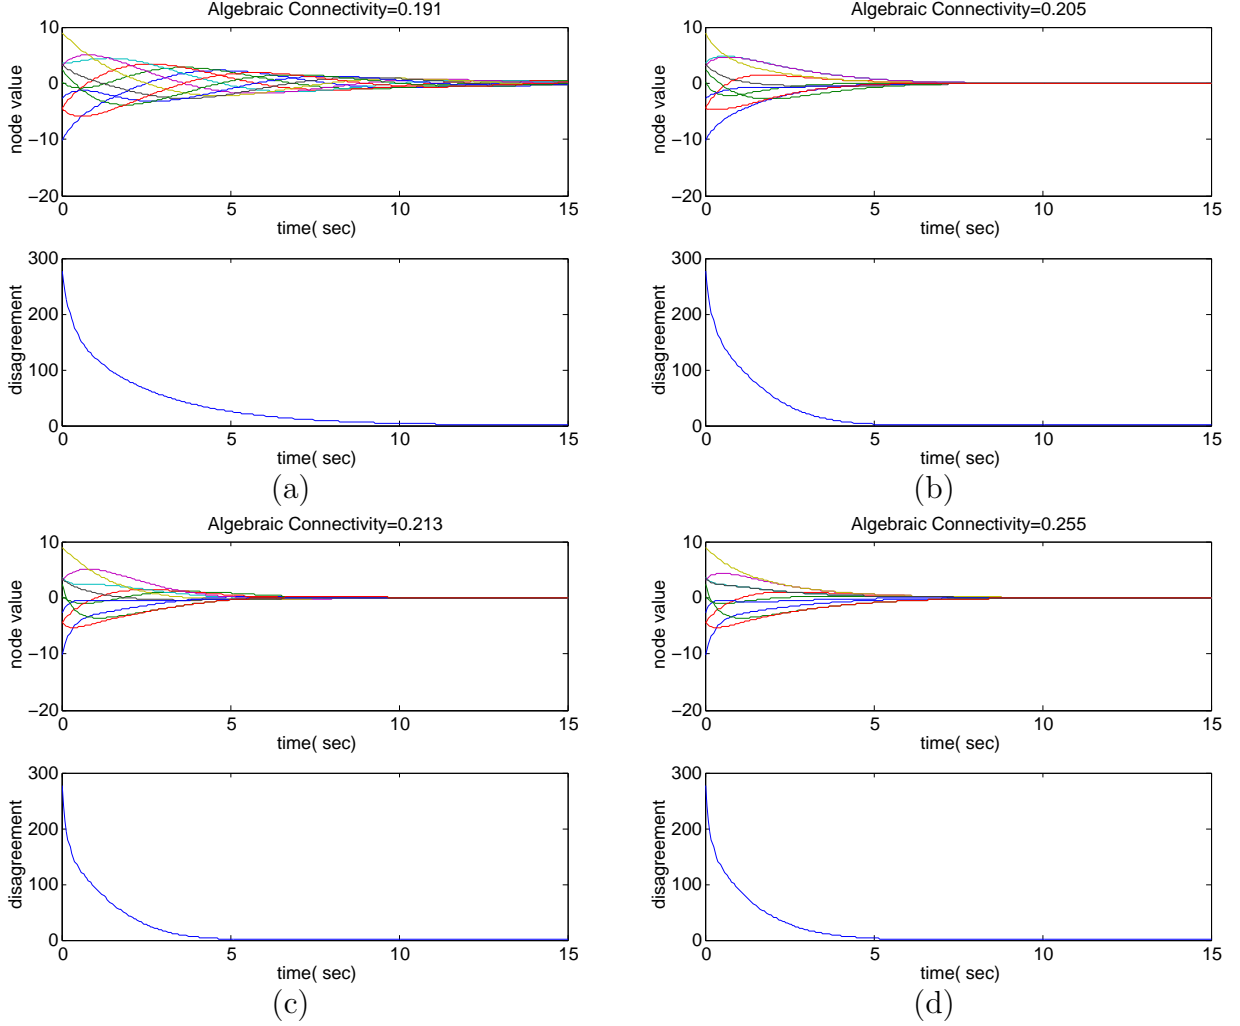 Algebraic Connectivity=0.191
10
0
−10
−20
node value
0 5 10 15
time( sec)
300
200
100
0
disagreement
0 5 10 15
time( sec)
(a)
Algebraic Connectivity=0.205
10
0
−10
−20
node value
0 5 10 15
time( sec)
300
200
100
0
disagreement
0 5 10 15
time( sec)
(b)
Algebraic Connectivity=0.213
10
0
−10
−20
node value
0 5 10 15
time( sec)
300
200
100
0
disagreement
0 5 10 15
time( sec)
(c)
Algebraic Connectivity=0.255
10
0
−10
−20
node value
0 5 10 15
time( sec)
300
200
100
0
disagreement
0 5 10 15
time( sec)
(d)